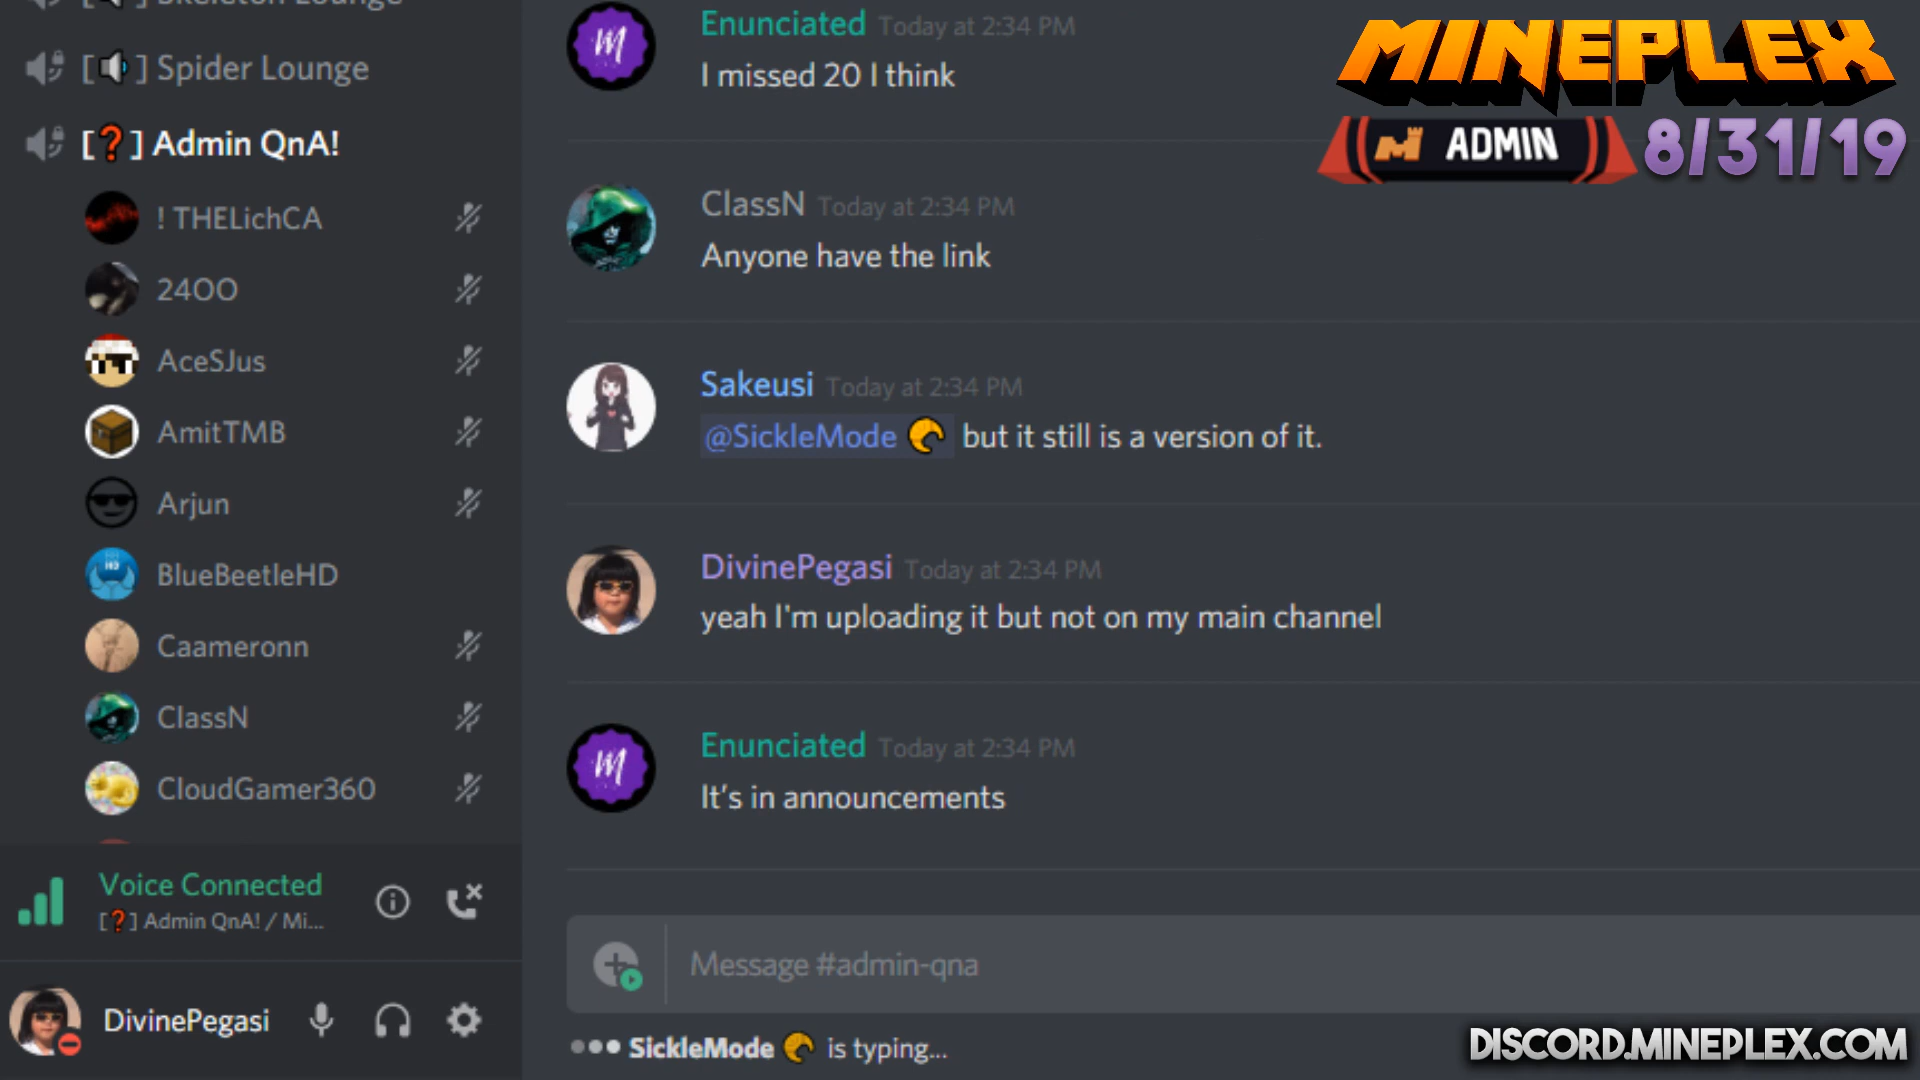 Skeleton Lounge
[🔈] Spider Lounge
[❓] Admin QnA!
! THELichCA
24OO
AceSJus
AmitTMB
Arjun
BlueBeetleHD
Caameronn
ClassN
CloudGamer360
Voice Connected
[❓] Admin QnA! / Mi...
DivinePegasi
Enunciated Today at 2:34 PM
I missed 20 I think
ClassN Today at 2:34 PM
Anyone have the link
Sakeusi Today at 2:34 PM
@SickleMode but it still is a version of it.
DivinePegasi Today at 2:34 PM
yeah I'm uploading it but not on my main channel
Enunciated Today at 2:34 PM
It's in announcements
Message #admin-qna
SickleMode is typing...
MINEPLEX
ADMIN 8/31/19
DISCORD.MINEPLEX.COM